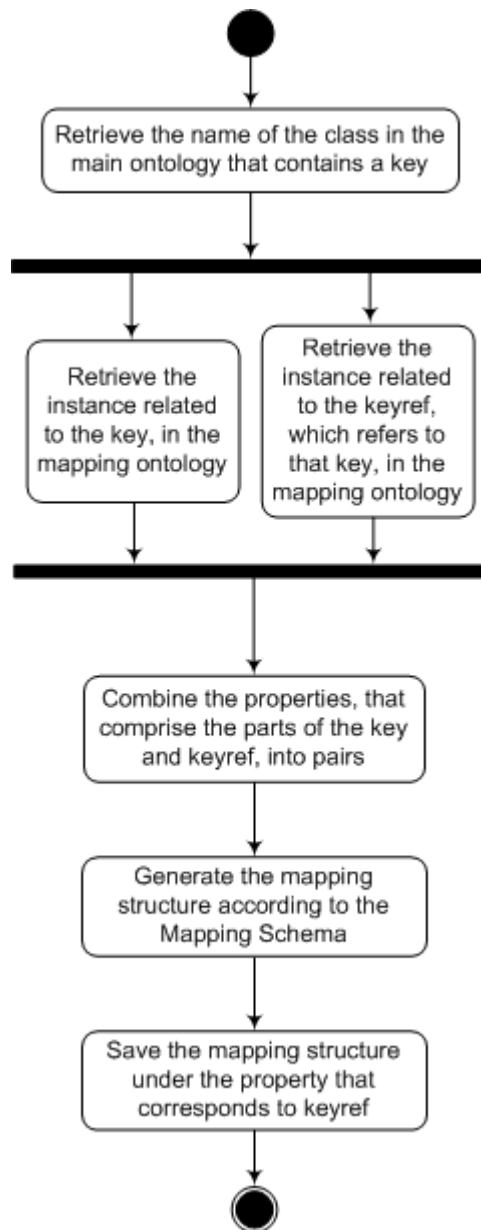 Retrieve the name of the class in the
main ontology that contains a key
Retrieve the
instance related
to the key, in the
mapping ontology
Retrieve the
instance related
to the keyref,
which refers to
that key, in the
mapping ontology
Combine the properties, that
comprise the parts of the key
and keyref, into pairs
Generate the mapping
structure according to the
Mapping Schema
Save the mapping structure
under the property that
corresponds to keyref